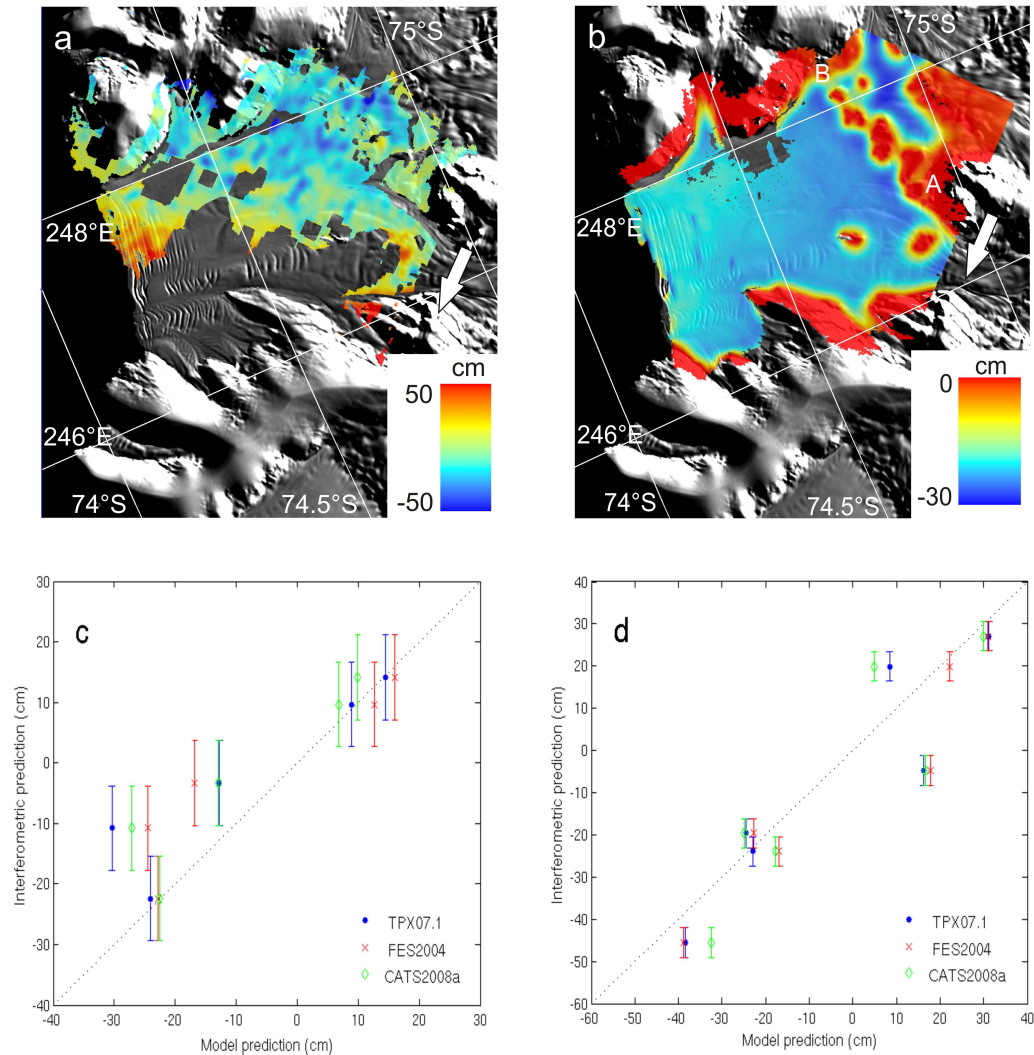 a
75°S
248°E
246°E
74°S
74.5°S
cm
50
-50
b
75°S
B
A
248°E
246°E
74°S
74.5°S
cm
0
-30
c
Interferometric prediction (cm)
30
20
10
0
-10
-20
-30
-40
-40
-30
-20
-10
0
10
20
30
Model prediction (cm)
TPX07.1
FES2004
CATS2008a
d
Interferometric prediction (cm)
40
30
20
10
0
-10
-20
-30
-40
-50
-60
-60
-50
-40
-30
-20
-10
0
10
20
30
40
Model prediction (cm)
TPX07.1
FES2004
CATS2008a